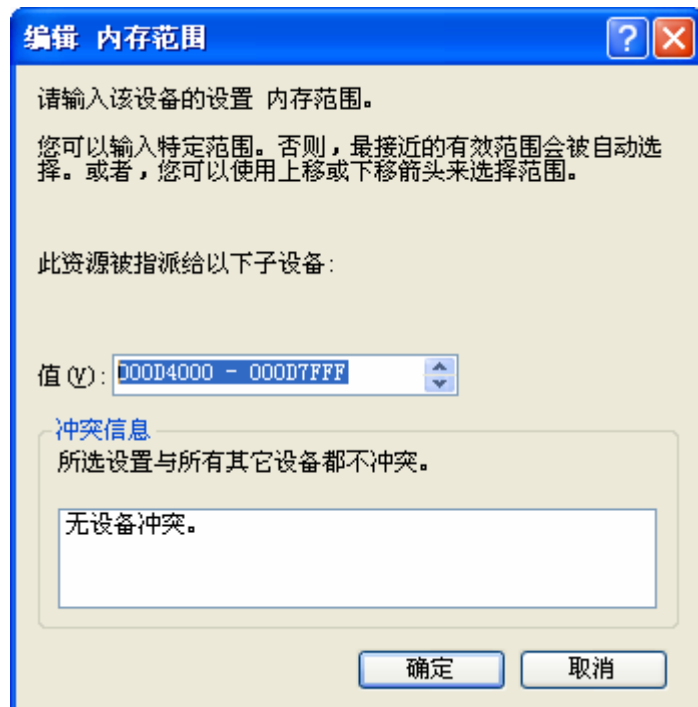 编辑 内存范围
请输入该设备的设置 内存范围。
您可以输入特定范围。否则，最接近的有效范围会被自动选
择。或者，您可以使用上移或下移箭头来选择范围。
此资源被指派给以下子设备:
值(V): 000D4000 - 000D7FFF
冲突信息
所选设置与所有其它设备都不冲突。
无设备冲突。
确定 取消